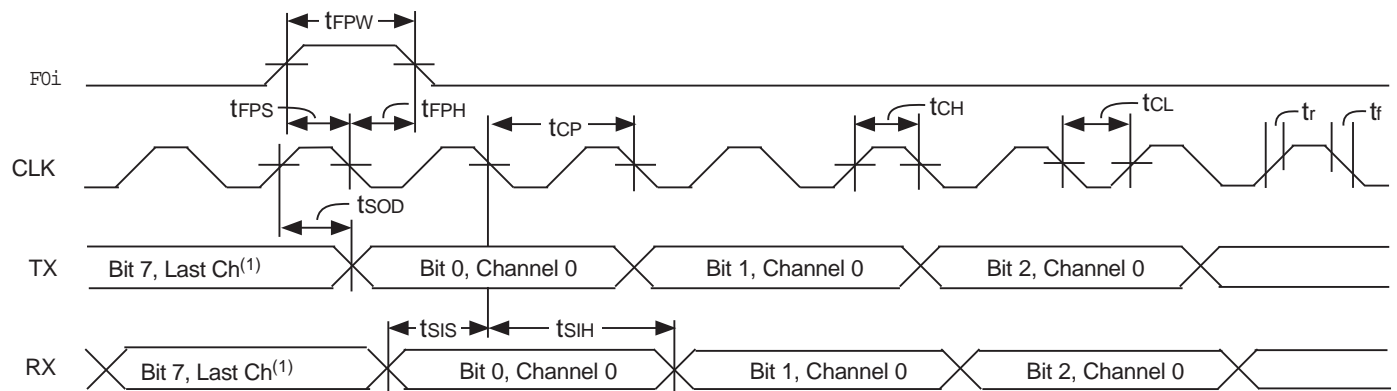 tFPW
F0i
tFPS tFPH
tCP
tCH
tCL
tr tf
CLK
tSOD
TX Bit 7, Last Ch(1) Bit 0, Channel 0 Bit 1, Channel 0 Bit 2, Channel 0
tSIS tSIH
RX Bit 7, Last Ch(1) Bit 0, Channel 0 Bit 1, Channel 0 Bit 2, Channel 0